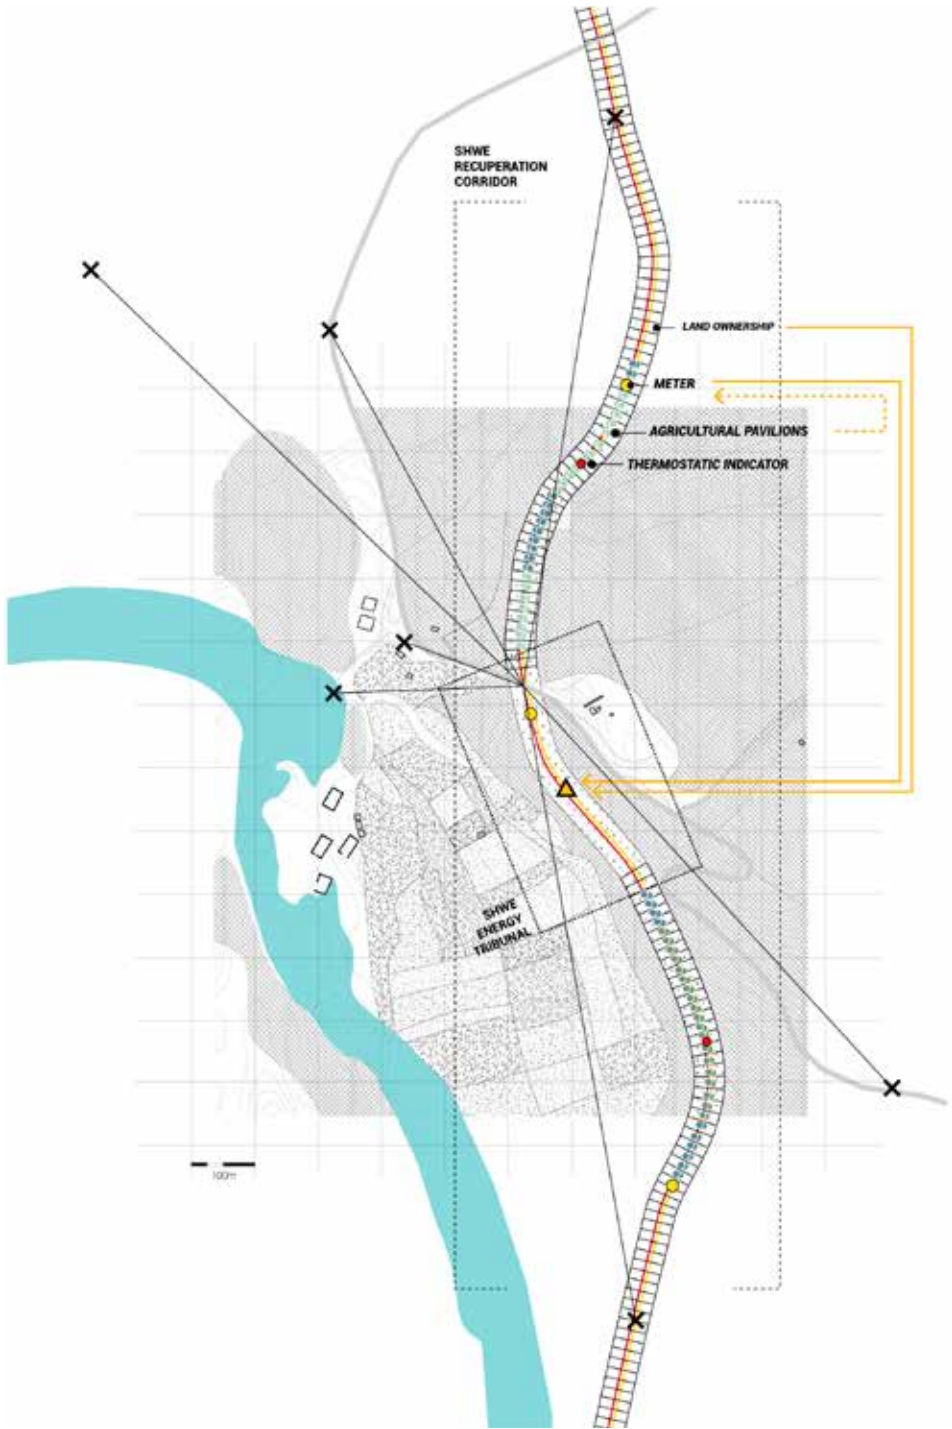 SHWE
RECUPERATION
CORRIDOR
LAND OWNERSHIP
METER
AGRICULTURAL PAVILIONS
THERMOSTATIC INDICATOR
SHWE
ENERGY
TRIBUNAL
100m